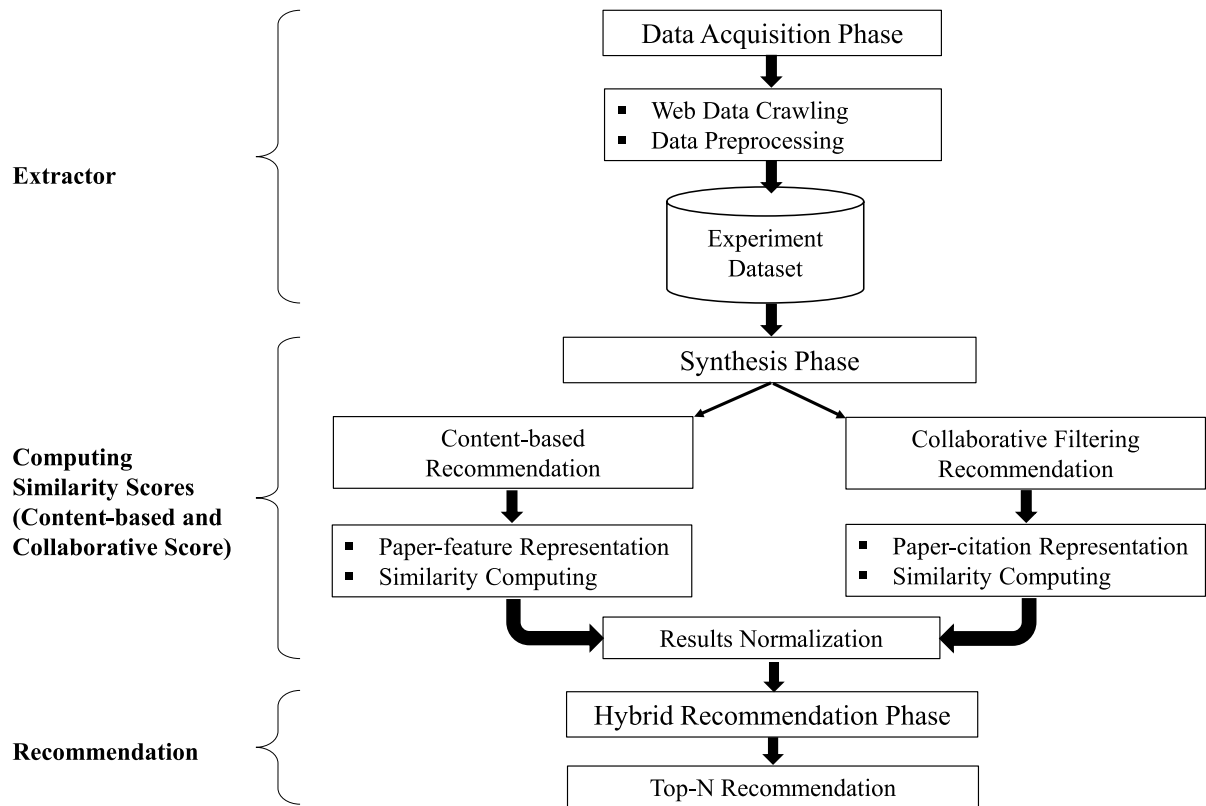 Data Acquisition Phase
▪ Web Data Crawling
▪ Data Preprocessing
Extractor
Experiment
Dataset
Synthesis Phase
Content-based
Recommendation
Collaborative Filtering
Recommendation
Computing
Similarity Scores
(Content-based and
Collaborative Score)
▪ Paper-feature Representation
▪ Similarity Computing
▪ Paper-citation Representation
▪ Similarity Computing
Results Normalization
Hybrid Recommendation Phase
Recommendation
Top-N Recommendation